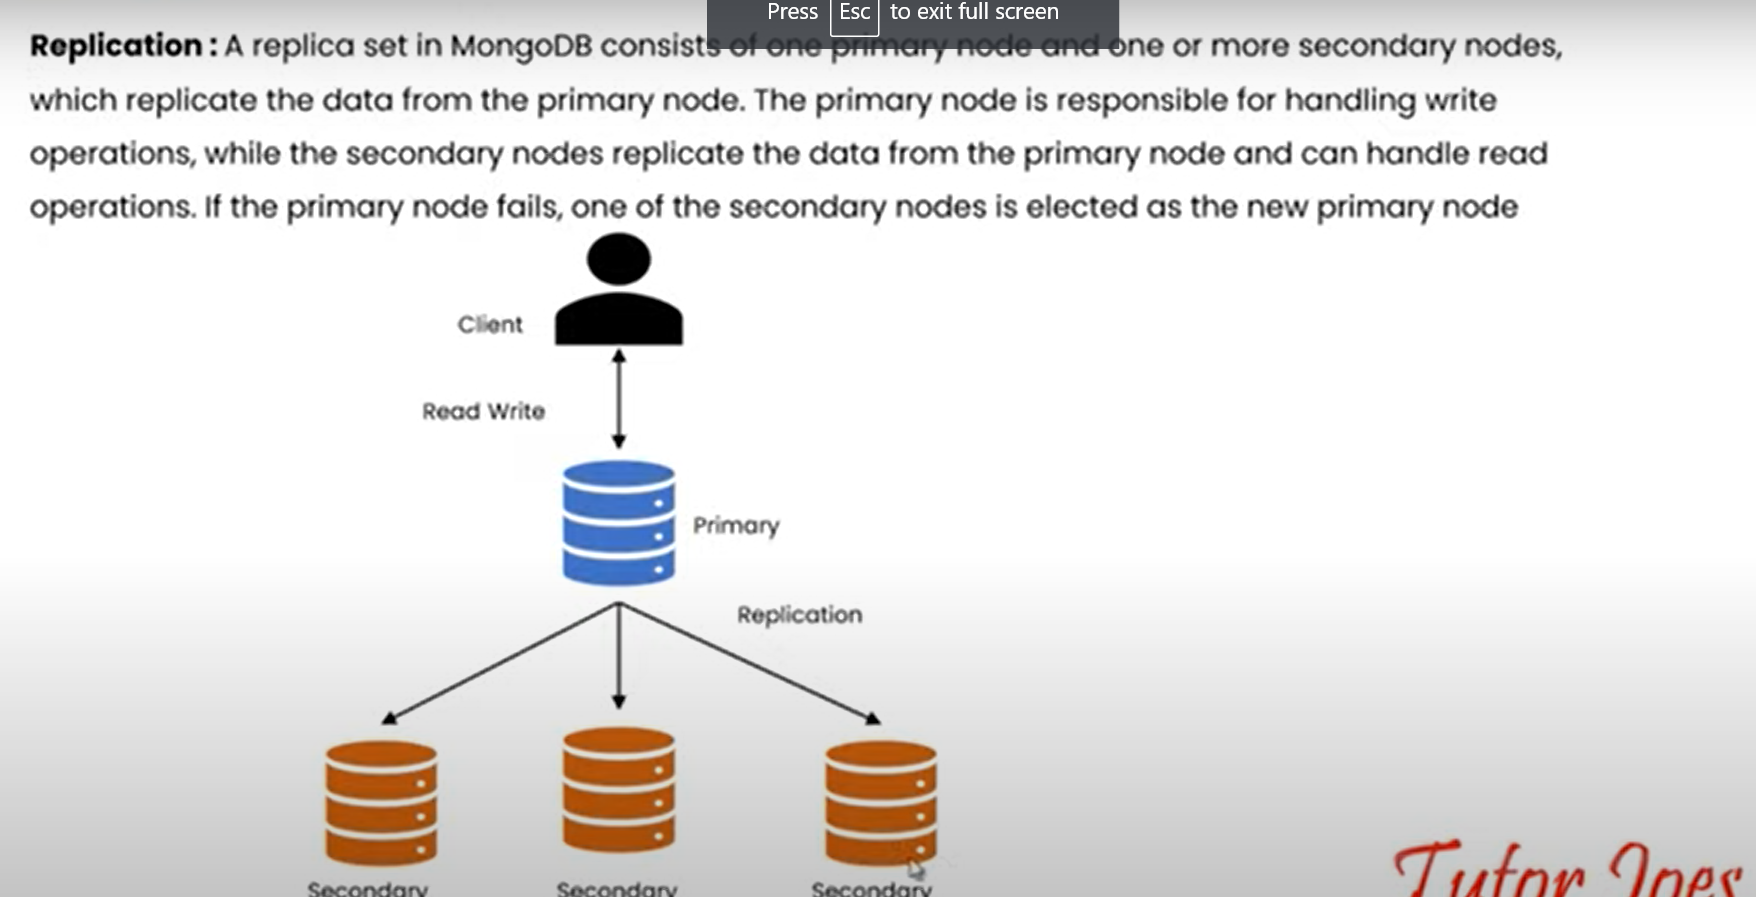 Press Esc to exit full screen
Replication : A replica set in MongoDB consists of one primary node and one or more secondary nodes,
which replicate the data from the primary node. The primary node is responsible for handling write
operations, while the secondary nodes replicate the data from the primary node and can handle read
operations. If the primary node fails, one of the secondary nodes is elected as the new primary node
Client
Read Write
Primary
Replication
Secondary Secondary Secondary
Tutor Joes